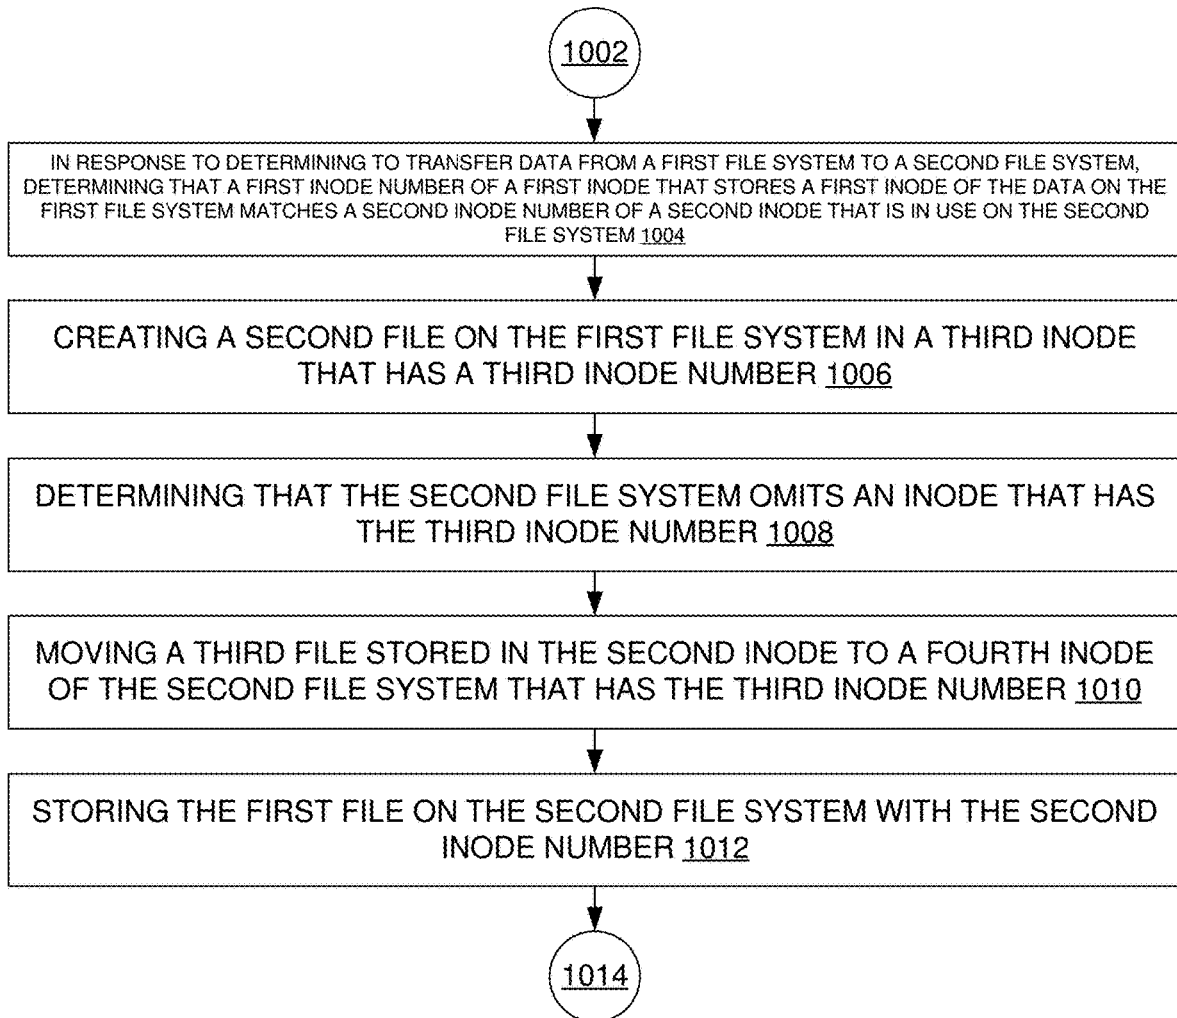 1002
IN RESPONSE TO DETERMINING TO TRANSFER DATA FROM A FIRST FILE SYSTEM TO A SECOND FILE SYSTEM,
DETERMINING THAT A FIRST INODE NUMBER OF A FIRST INODE THAT STORES A FIRST INODE OF THE DATA ON THE
FIRST FILE SYSTEM MATCHES A SECOND INODE NUMBER OF A SECOND INODE THAT IS IN USE ON THE SECOND
FILE SYSTEM 1004
CREATING A SECOND FILE ON THE FIRST FILE SYSTEM IN A THIRD INODE
THAT HAS A THIRD INODE NUMBER 1006
DETERMINING THAT THE SECOND FILE SYSTEM OMITS AN INODE THAT HAS
THE THIRD INODE NUMBER 1008
MOVING A THIRD FILE STORED IN THE SECOND INODE TO A FOURTH INODE
OF THE SECOND FILE SYSTEM THAT HAS THE THIRD INODE NUMBER 1010
STORING THE FIRST FILE ON THE SECOND FILE SYSTEM WITH THE SECOND
INODE NUMBER 1012
1014